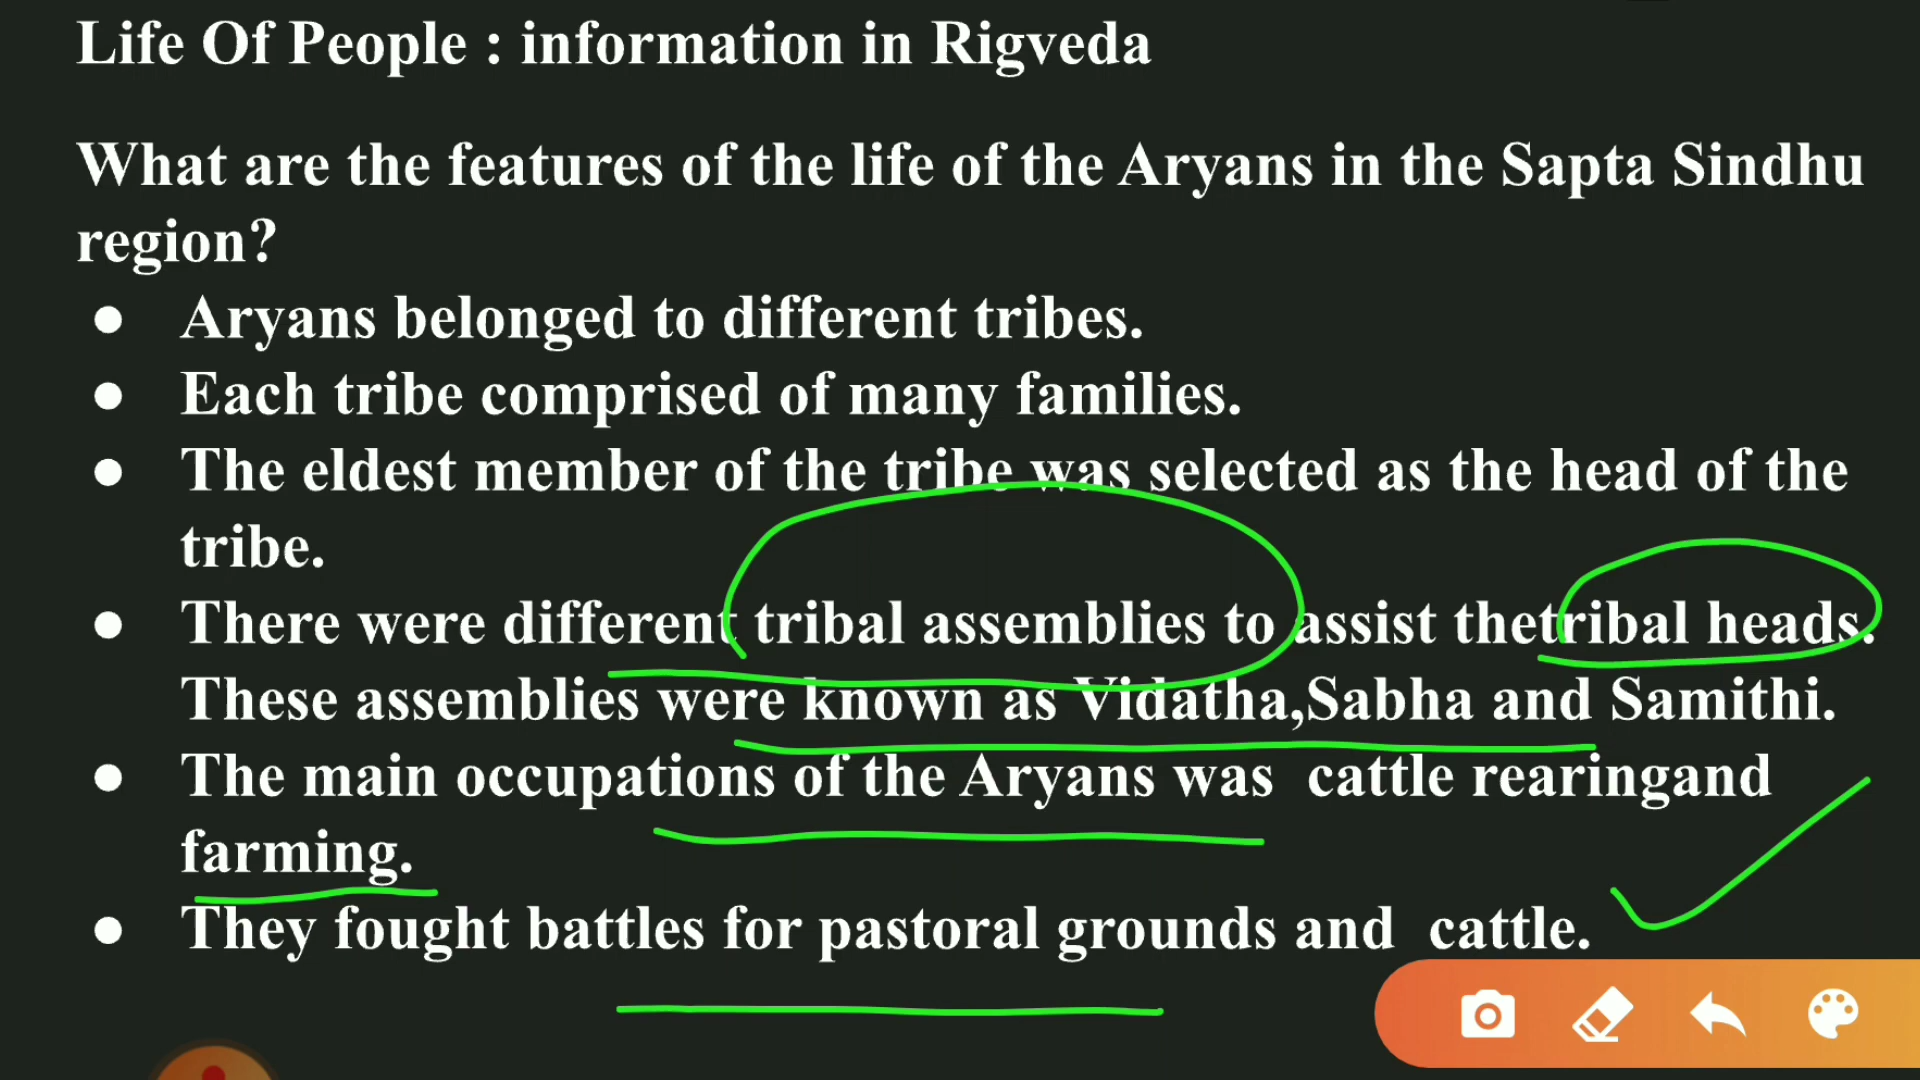 Life Of People : information in Rigveda
What are the features of the life of the Aryans in the Sapta Sindhu
region?
● Aryans belonged to different tribes.
● Each tribe comprised of many families.
● The eldest member of the tribe was selected as the head of the
tribe.
● There were different tribal assemblies to assist thetribal heads.
These assemblies were known as Vidatha,Sabha and Samithi.
● The main occupations of the Aryans was cattle rearingand
farming.
● They fought battles for pastoral grounds and cattle.